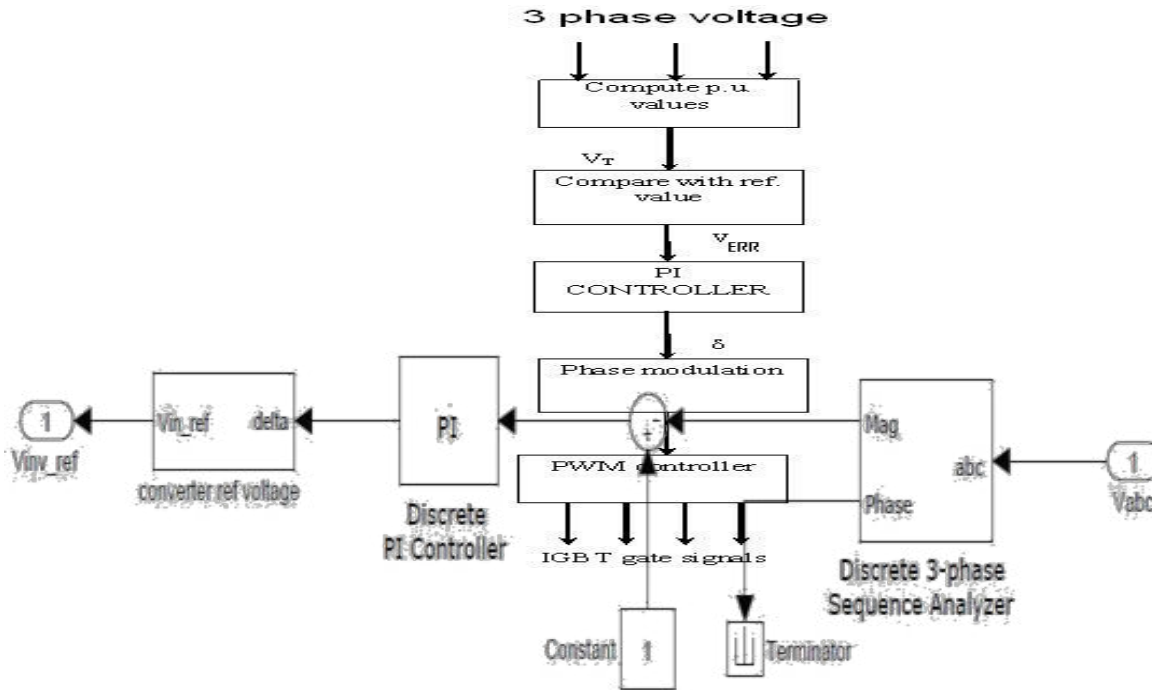 3 phase voltage
Compute p.u.
values
VT
Compare with ref.
value
VERR
PI
CONTROLLER
δ
Phase modulation
PWM controller
IGBT gate signals
1
Vinv_ref
Vin_ref
delta
converter ref voltage
PI
Discrete
PI Controller
-
+
Constant
1
Terminator
Mag
Phase
abc
Discrete 3-phase
Sequence Analyzer
1
Vabc